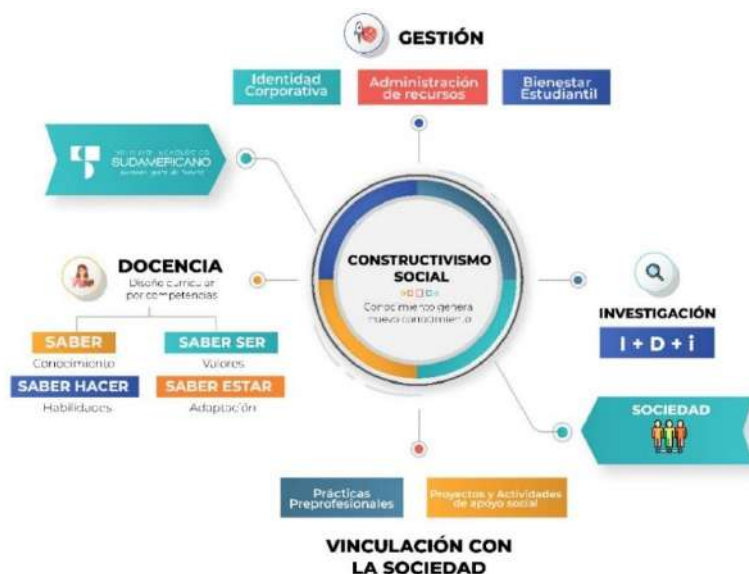 GESTIÓN
Identidad
Corporativa
Administración
de recursos
Bienestar
Estudiantil
SUDAMERICANO
DOCENCIA
Diseño curricular
por competencias
SABER
Conocimiento
SABER SER
Valores
SABER HACER
Habilidades
SABER ESTAR
Adaptación
CONSTRUCTIVISMO
SOCIAL
Conocimiento genera
nuevo conocimiento
INVESTIGACIÓN
I + D + i
SOCIEDAD
Prácticas
Preprofesionales
Proyectos y Actividades
de apoyo social
VINCULACIÓN CON
LA SOCIEDAD